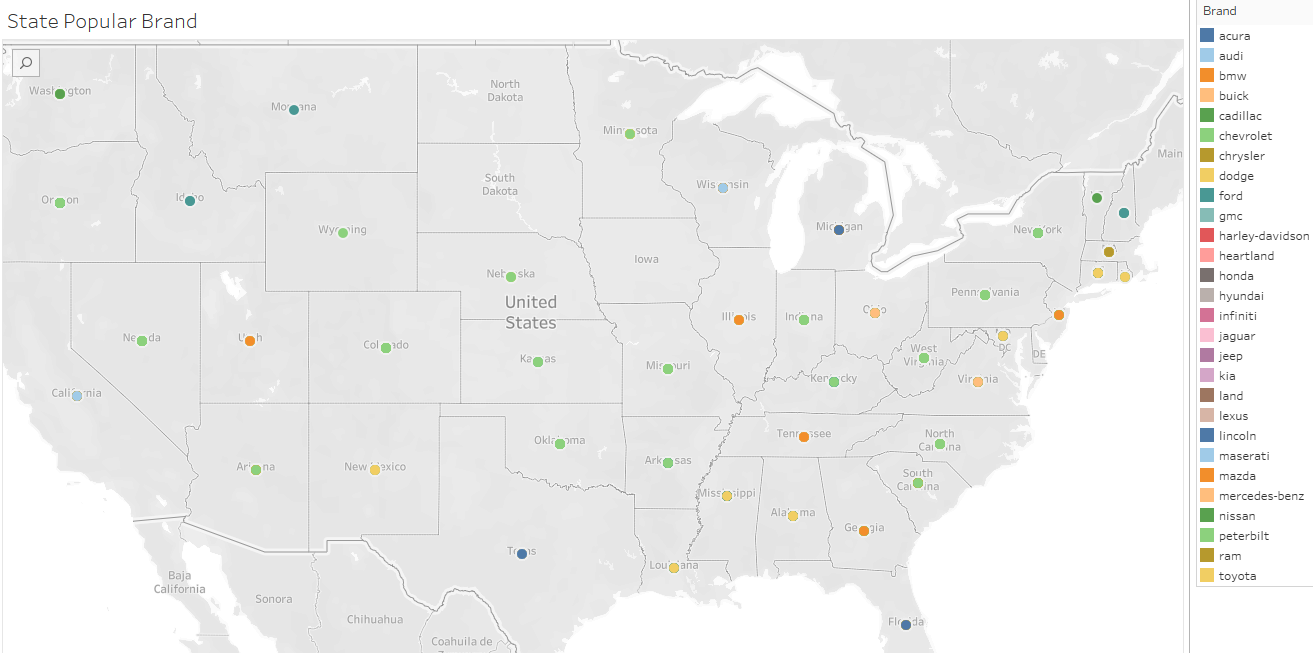 State Popular Brand
Washington
Montana
North
Dakota
Minnesota
Main
Oregon
Idaho
South
Dakota
Wisconsin
Wyoming
Michigan
New York
Iowa
Nebraska
United
States
Pennsylvania
Illinois
Indiana
Ohio
Nevada
Utah
Colorado
Kansas
Missouri
West
Virginia
MD
DC
DE
Kentucky
Virginia
California
Oklahoma
Tennessee
North
Carolina
Arizona
New Mexico
Arkansas
South
Carolina
Mississippi
Alabama
Georgia
Texas
Louisiana
Baja
California
Sonora
Chihuahua
Coahuila de
Florida
Brand
acura
audi
bmw
buick
cadillac
chevrolet
chrysler
dodge
ford
gmc
harley-davidson
heartland
honda
hyundai
infiniti
jaguar
jeep
kia
land
lexus
lincoln
maserati
mazda
mercedes-benz
nissan
peterbilt
ram
toyota